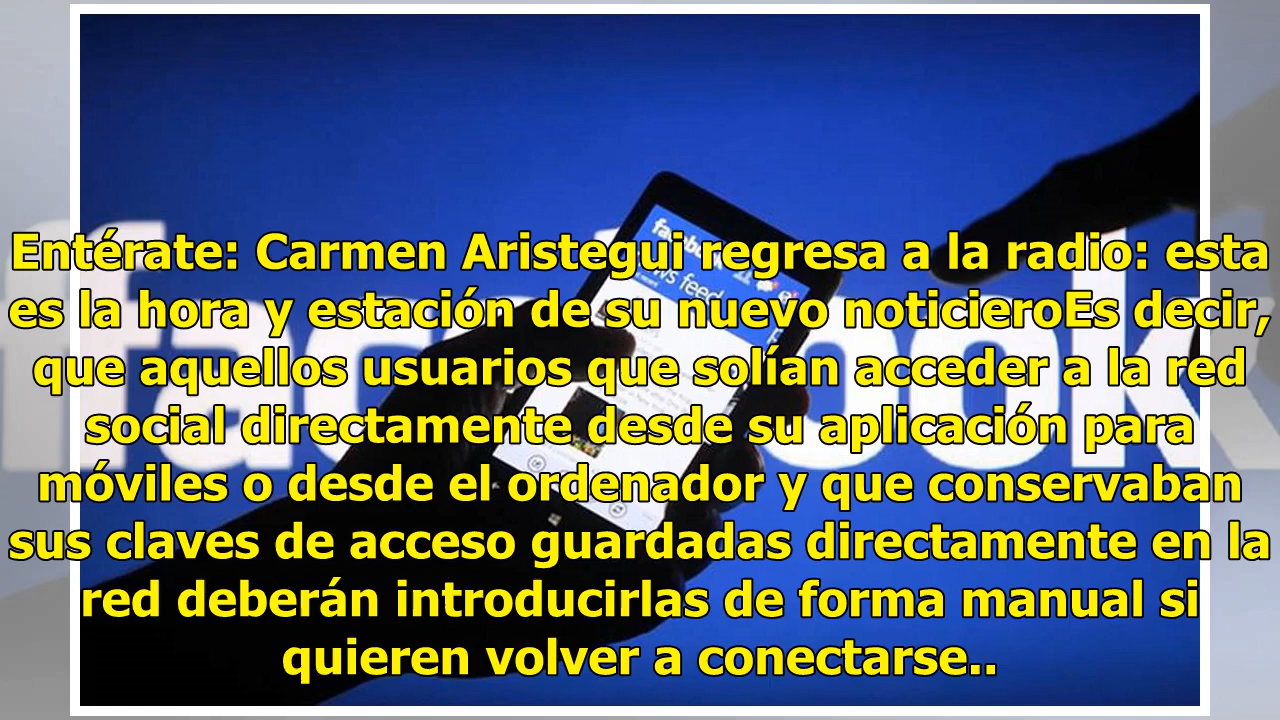 Entérate: Carmen Aristegui regresa a la radio: esta
es la hora y estación de su nuevo noticieroEs decir,
que aquellos usuarios que solían acceder a la red
social directamente desde su aplicación para
móviles o desde el ordenador y que conservaban
sus claves de acceso guardadas directamente en la
red deberán introducirlas de forma manual si
quieren volver a conectarse..
facebook
facebook